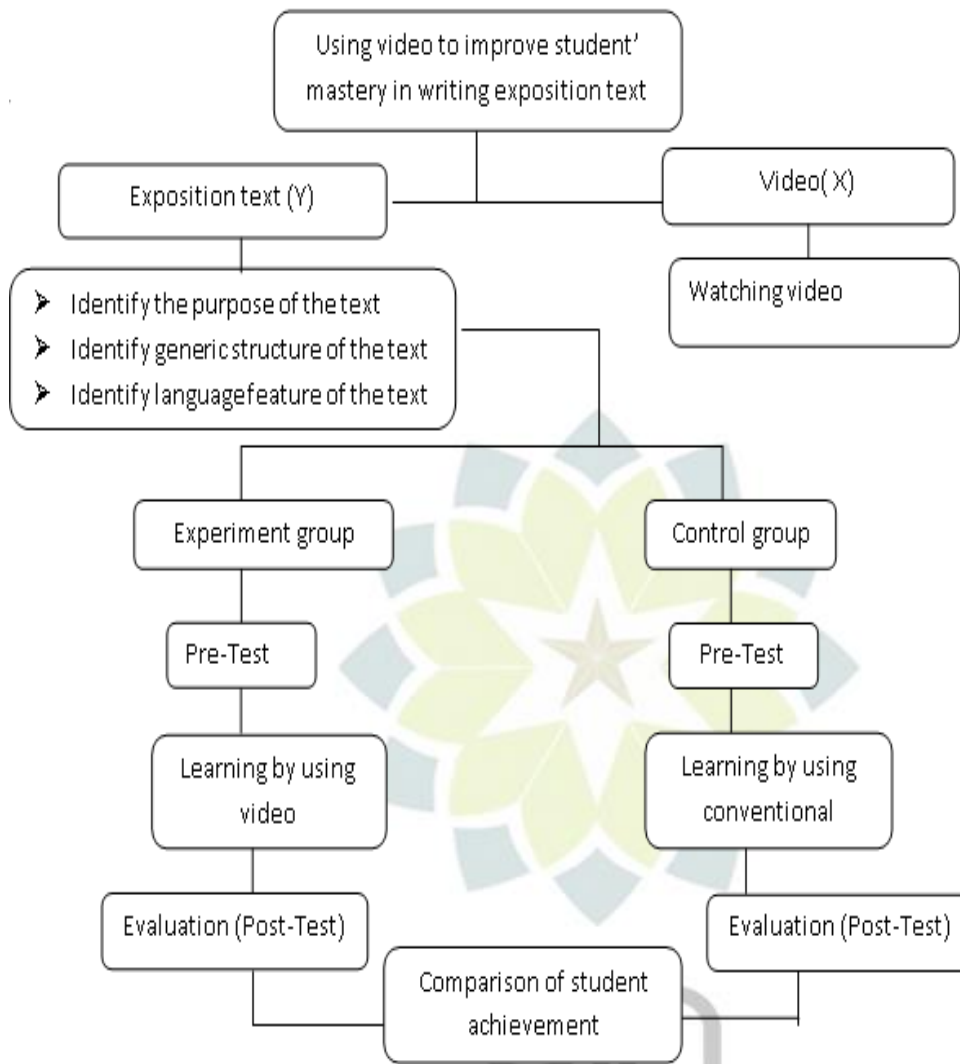 Using video to improve student’
mastery in writing exposition text
Exposition text (Y)
Video( X)
Watching video
➤ Identify the purpose of the text
➤ Identify generic structure of the text
➤ Identify language feature of the text
Experiment group
Control group
Pre-Test
Pre-Test
Learning by using
video
Learning by using
conventional
Evaluation (Post-Test)
Evaluation (Post-Test)
Comparison of student
achievement